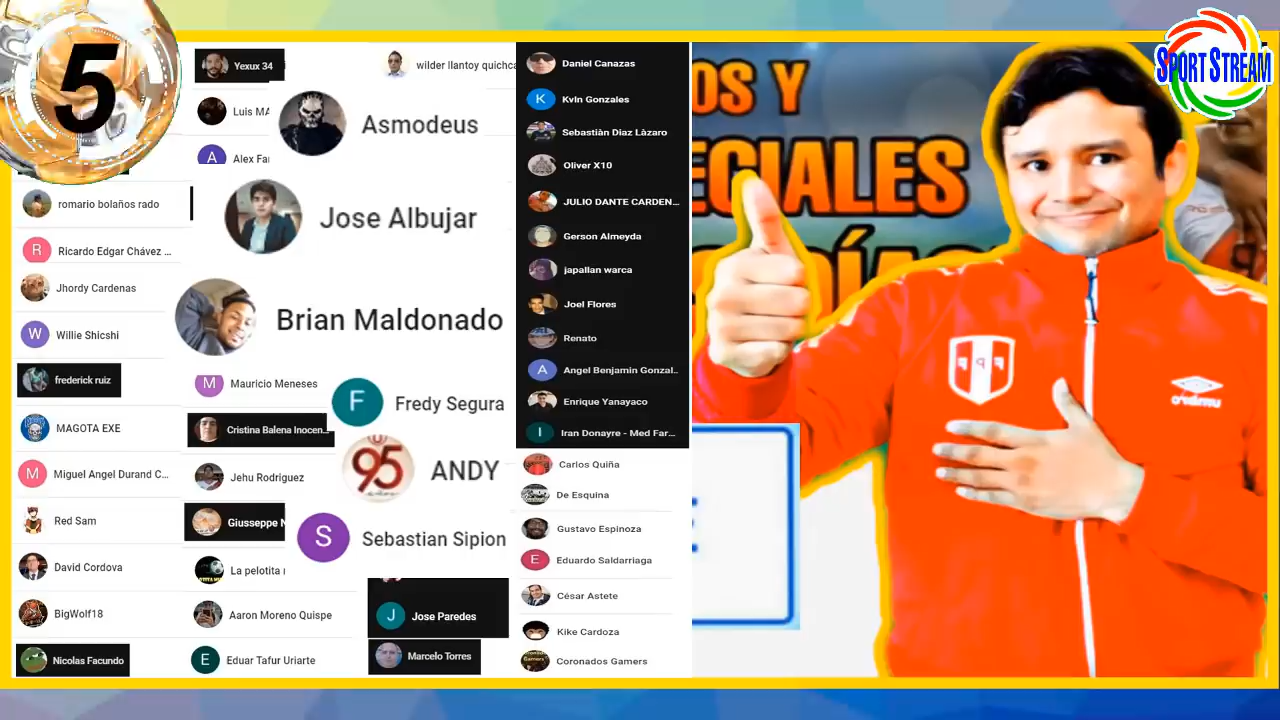 5
romario bolaños rado
Ricardo Edgar Chávez ...
Jhordy Cardenas
Willie Shicshi
frederick ruiz
MAGOTA EXE
Miguel Angel Durand C...
Red Sam
David Cordova
BigWolf18
Nicolas Facundo
Yexux 34
Luis MA
Alex Fa
Mauricio Meneses
Cristina Balena Inocen...
Jehu Rodriguez
Giusseppe N
La pelotita
Aaron Moreno Quispe
Eduar Tafur Uriarte
wilder llantoy quichca
Asmodeus
Jose Albujar
Brian Maldonado
Fredy Segura
95
ANDY
Sebastian Sipion
Jose Paredes
Marcelo Torres
Daniel Canazas
KvIn Gonzales
Sebastiàn Diaz Làzaro
Oliver X10
JULIO DANTE CARDEN...
Gerson Almeyda
japallan warca
Joel Flores
Renato
Angel Benjamin Gonzal..
Enrique Yanayaco
Iran Donayre - Med Far...
Carlos Quiña
De Esquina
Gustavo Espinoza
Eduardo Saldarriaga
César Astete
Kike Cardoza
Coronados Gamers
OS Y
ECIALES
SPORT STREAM
umbro